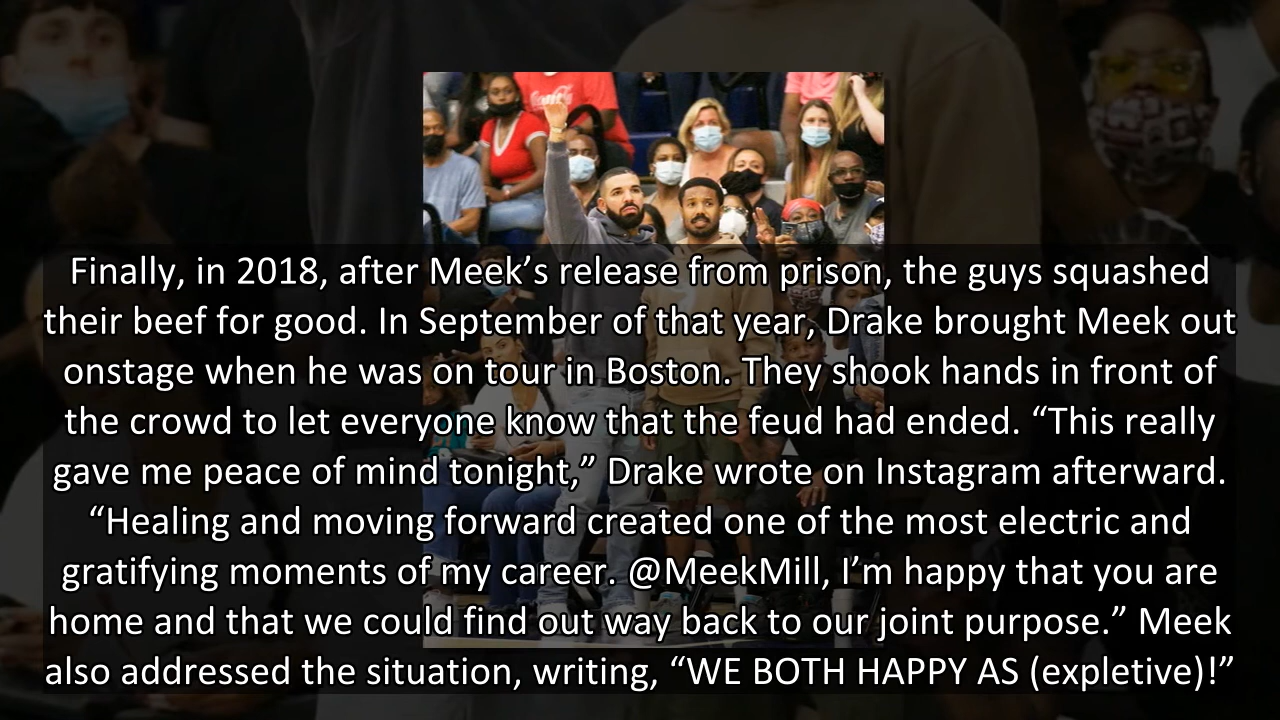 Coca-Cola
Finally, in 2018, after Meek’s release from prison, the guys squashed
their beef for good. In September of that year, Drake brought Meek out
onstage when he was on tour in Boston. They shook hands in front of
the crowd to let everyone know that the feud had ended. “This really
gave me peace of mind tonight,” Drake wrote on Instagram afterward.
“Healing and moving forward created one of the most electric and
gratifying moments of my career. @MeekMill, I’m happy that you are
home and that we could find out way back to our joint purpose.” Meek
also addressed the situation, writing, “WE BOTH HAPPY AS (expletive)!”